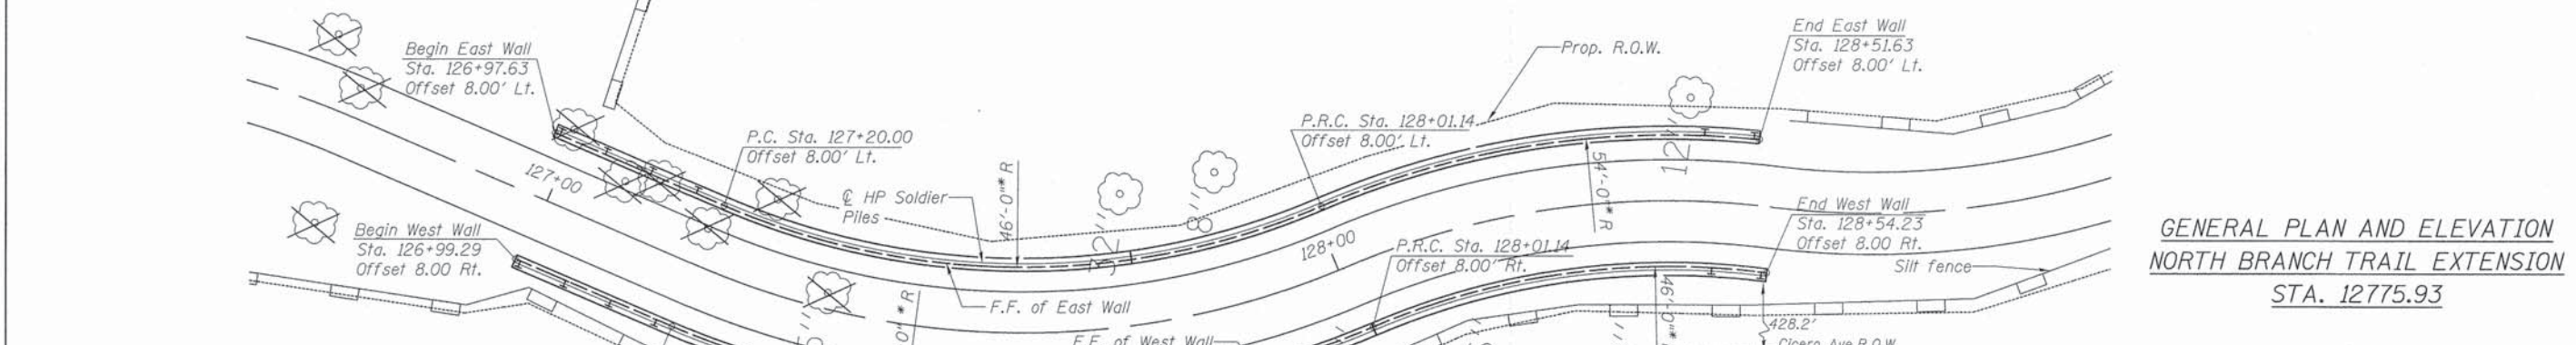 Begin East Wall
Sta. 126+97.63
Offset 8.00' Lt.
P.C. Sta. 127+20.00
Offset 8.00' Lt.
127+00
Begin West Wall
Sta. 126+99.29
Offset 8.00 Rt.
℄ HP Soldier
Piles
46'-0"* R
F.F. of East Wall
F.F. of West Wall
P.R.C. Sta. 128+01.14
Offset 8.00' Lt.
Prop. R.O.W.
128+00
P.R.C. Sta. 128+01.14
Offset 8.00' Rt.
54'-0"* R
12"
End East Wall
Sta. 128+51.63
Offset 8.00' Lt.
End West Wall
Sta. 128+54.23
Offset 8.00 Rt.
Silt fence
428.2'
Cicero Ave R.O.W.
GENERAL PLAN AND ELEVATION
NORTH BRANCH TRAIL EXTENSION
STA. 12775.93